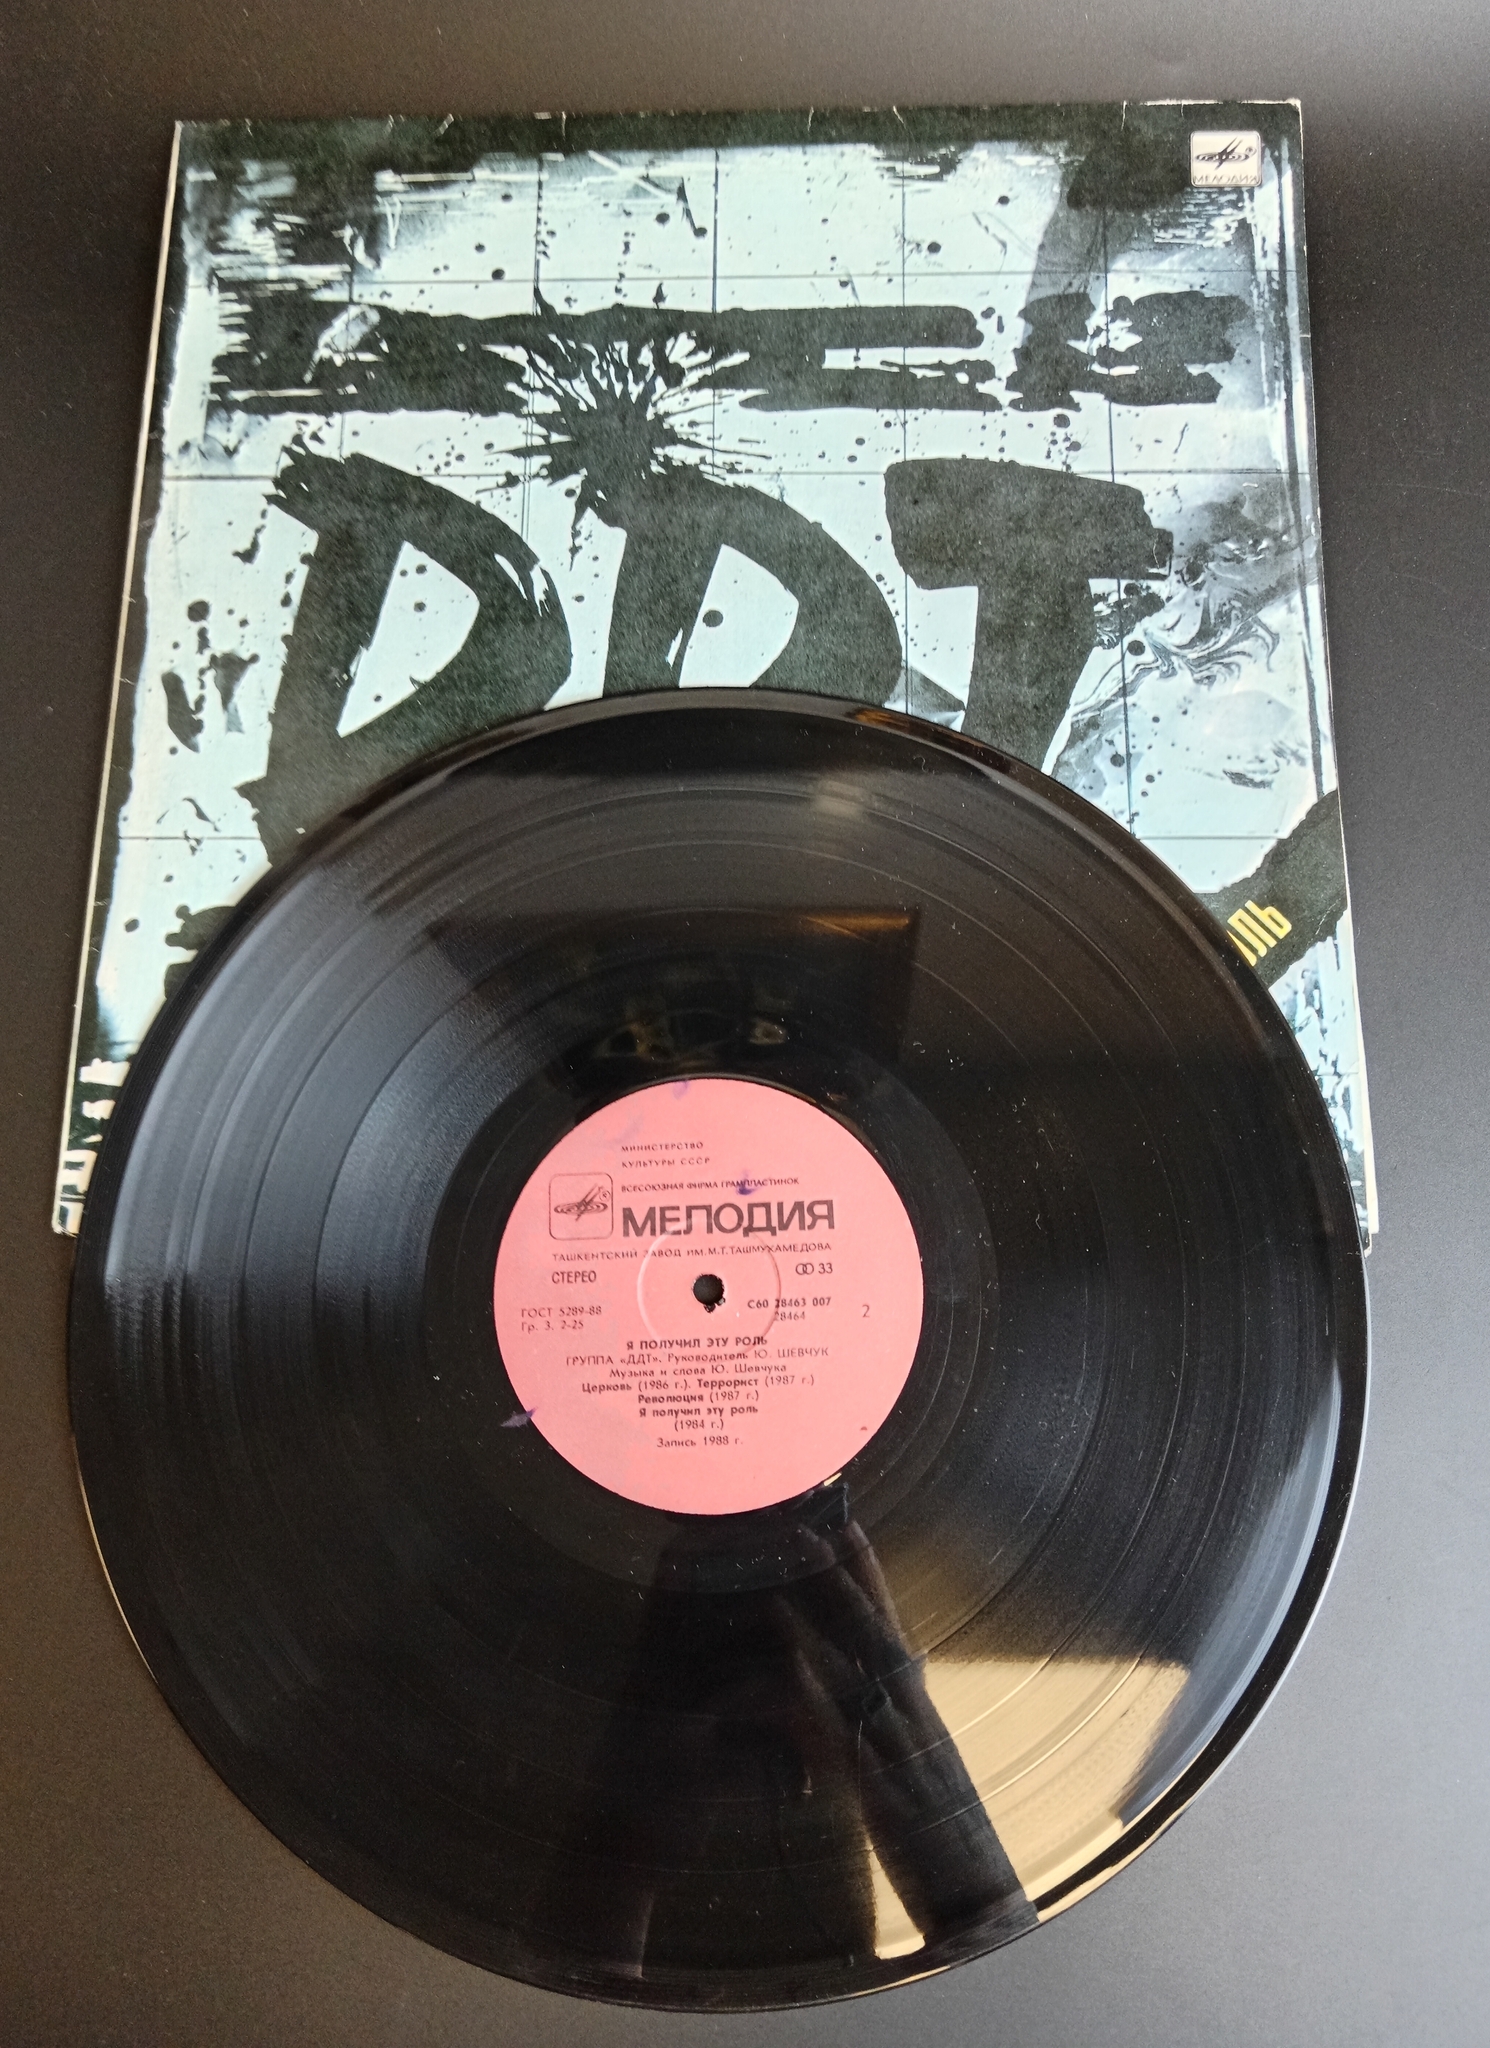 МЕЛОДИЯ
DDT
ЛЬ
МИНИСТЕРСТВО
КУЛЬТУРЫ СССР
ВСЕСОЮЗНАЯ ФИРМА ГРАМПЛАСТИНОК
МЕЛОДИЯ
ТАШКЕНТСКИЙ ЗАВОД ИМ. М.Т. ТАШМУХАМЕДОВА
СТЕРЕО 33
ГОСТ 5289-88 С60 28463 007
Гр. 3. 2-25 28464 2
Я ПОЛУЧИЛ ЭТУ РОЛЬ
ГРУППА «ДДТ». Руководитель Ю. ШЕВЧУК
Музыка и слова Ю. Шевчука
Церковь (1986 г.). Террорист (1987 г.)
Революция (1987 г.)
Я получил эту роль
(1984 г.)
Запись 1988 г.